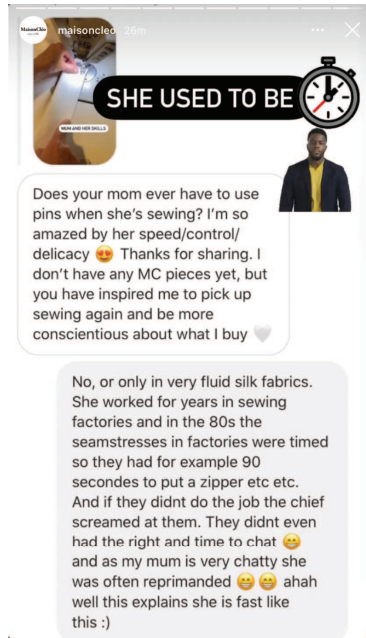 MaisonCléo
maisoncleo 26m
SHE USED TO BE
MUM AND HER SKILLS
Does your mom ever have to use
pins when she's sewing? I'm so
amazed by her speed/control/
delicacy 😍 Thanks for sharing. I
don't have any MC pieces yet, but
you have inspired me to pick up
sewing again and be more
conscientious about what I buy 🤍
No, or only in very fluid silk fabrics.
She worked for years in sewing
factories and in the 80s the
seamstresses in factories were timed
so they had for example 90
secondes to put a zipper etc etc.
And if they didnt do the job the chief
screamed at them. They didnt even
had the right and time to chat 😁
and as my mum is very chatty she
was often reprimanded 😁 😁 ahah
well this explains she is fast like
this :)